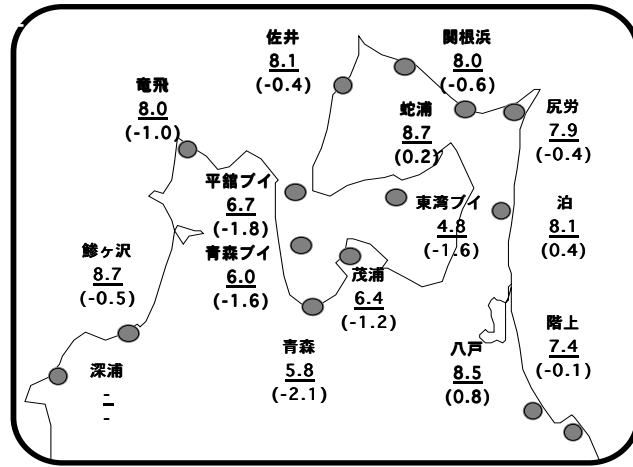 佐井
8.1
(-0.4)
関根浜
8.0
(-0.6)
竜飛
8.0
(-1.0)
蛇浦
8.7
(0.2)
尻労
7.9
(-0.4)
平舘ブイ
6.7
(-1.8)
東湾ブイ
4.8
(-1.6)
泊
8.1
(0.4)
鰺ヶ沢
8.7
(-0.5)
青森ブイ
6.0
(-1.6)
茂浦
6.4
(-1.2)
階上
7.4
(-0.1)
青森
5.8
(-2.1)
八戸
8.5
(0.8)
深浦
-
-